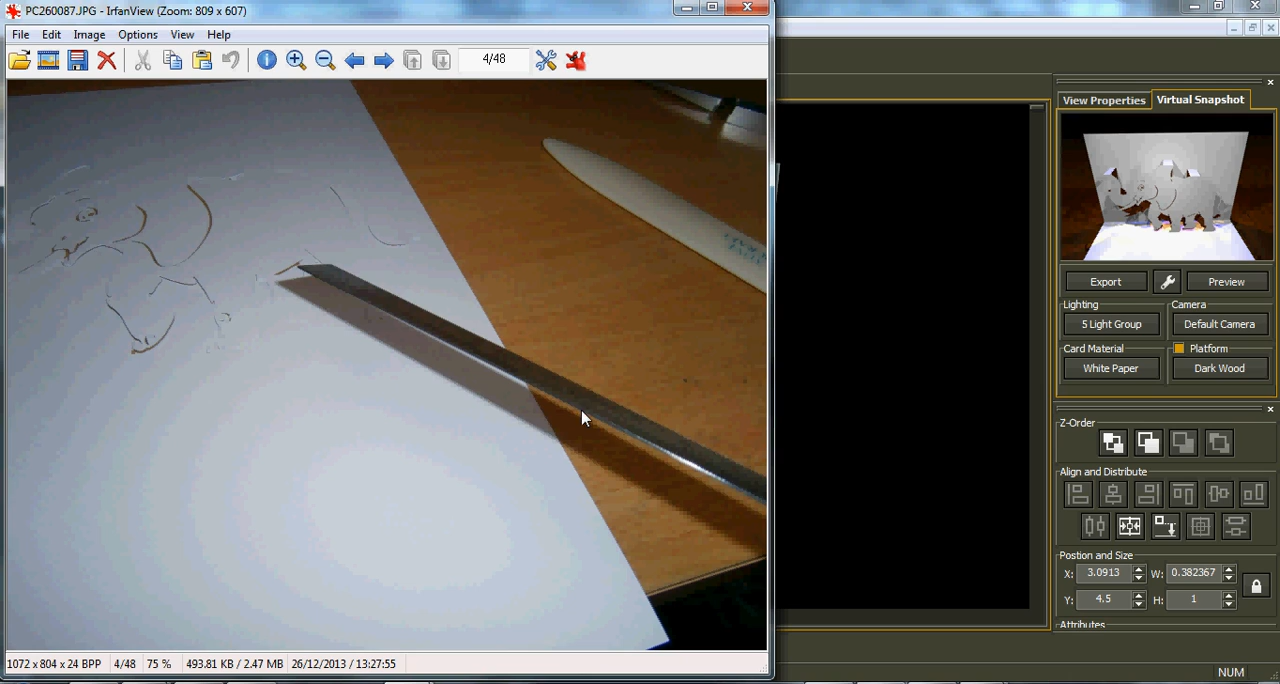 PC260087.JPG - IrfanView (Zoom: 809 x 607)
File Edit Image Options View Help
4/48
View Properties Virtual Snapshot
Export Preview
Lighting Camera
5 Light Group Default Camera
Card Material Platform
White Paper Dark Wood
Z-Order
Align and Distribute
Postion and Size
X: 3.0913 W: 0.382367
Y: 4.5 H: 1
Attributes
1072 x 804 x 24 BPP 4/48 75 % 493.81 KB / 2.47 MB 26/12/2013 / 13:27:55
NUM